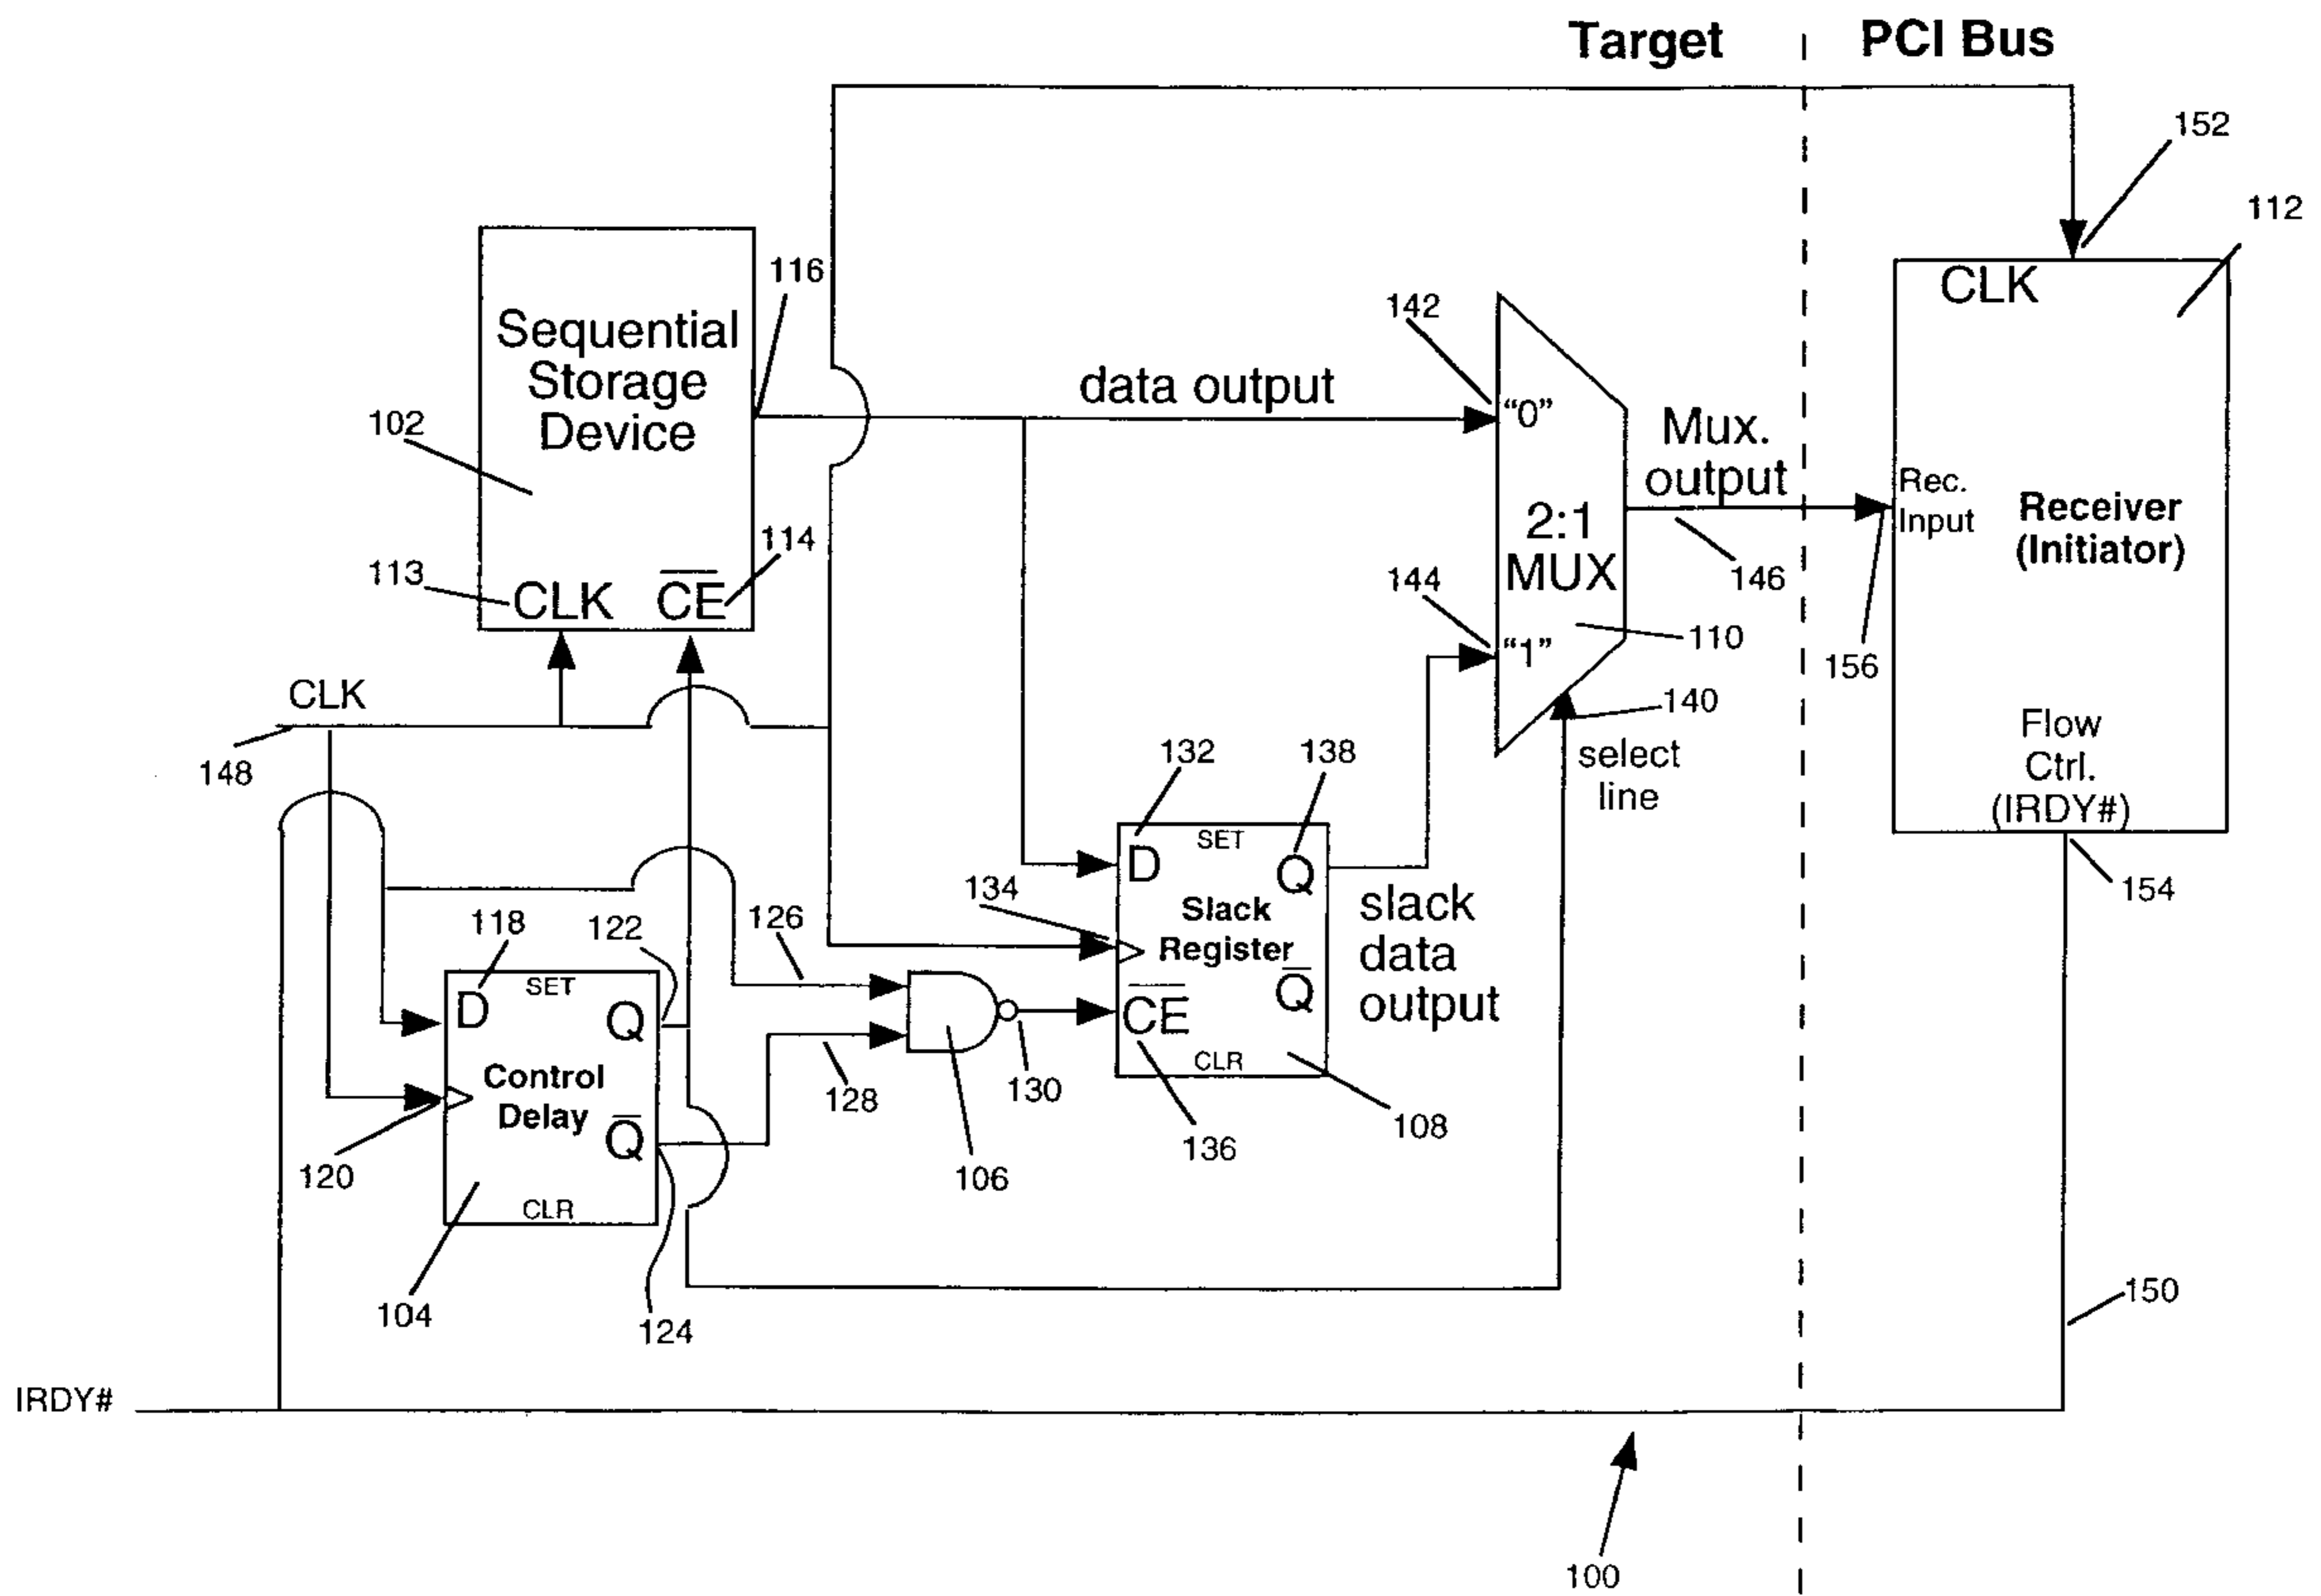 Target
PCI Bus
152
112
116
CLK
Sequential
Storage
Device
142
data output
"0"
102
Mux.
output
Rec.
Input
Receiver
(Initiator)
2:1
MUX
114
113
CLK
C̅E̅
144
146
"1"
110
156
CLK
140
148
select
line
Flow
Ctrl.
(IRDY#)
132
138
SET
D
Q
134
154
118
122
126
Slack
Register
slack
data
output
SET
D
Q
Q̅
C̅E̅
Control
Delay
128
130
CLR
108
Q̅
120
106
136
CLR
104
124
150
IRDY#
100